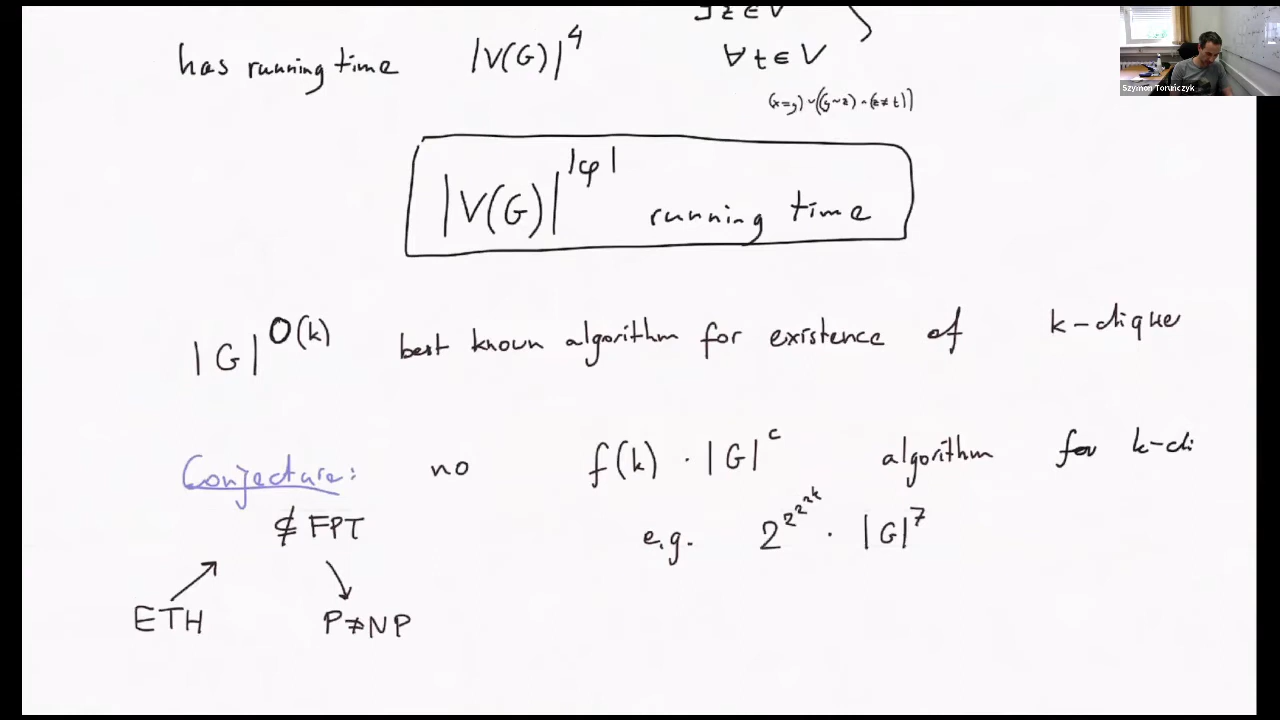 ∃ z ∈ V
has running time |V(G)|^4
∀ t ∈ V
(x=y) ∨ ((y∼z) ∧ (z≠t))
|V(G)|^{|φ|} running time
|G|^{O(k)} best known algorithm for existence of k-clique
Conjecture: no f(k) · |G|^c algorithm for k-cli
∉ FPT
e.g. 2^{2^{2^{2k}}} · |G|^7
ETH P≠NP
Szymon Toruńczyk